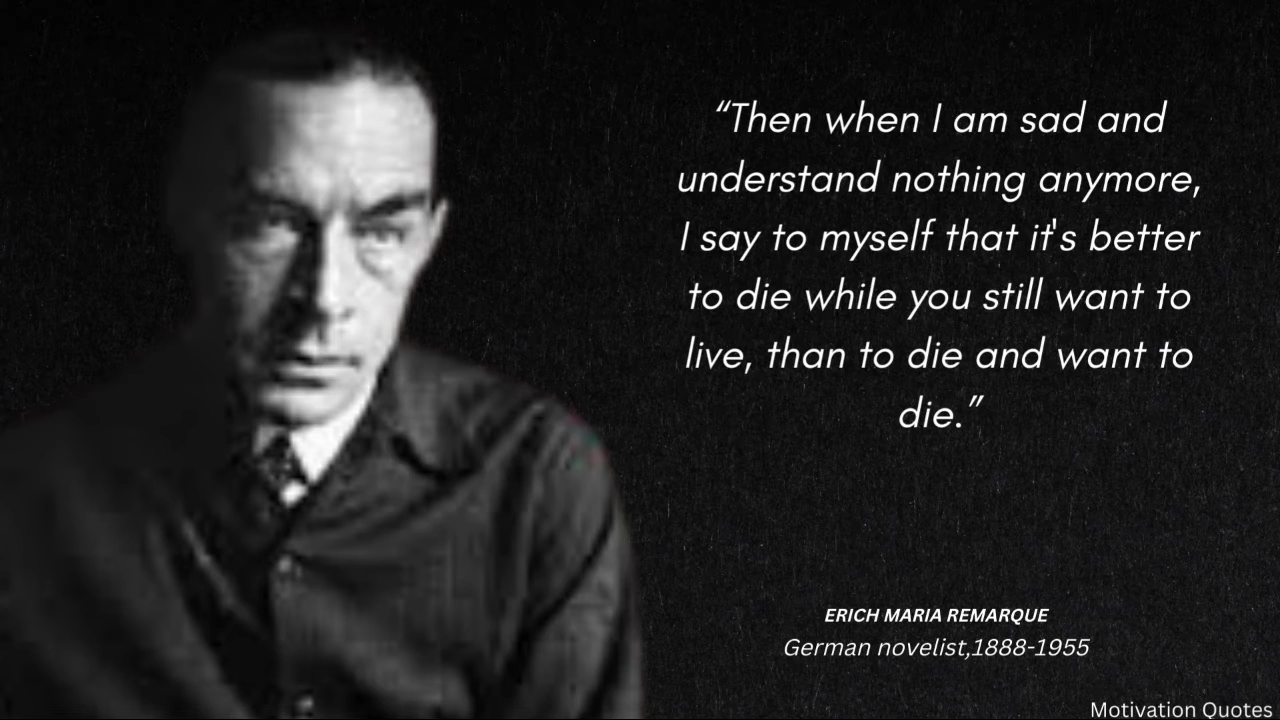 “Then when I am sad and
understand nothing anymore,
I say to myself that it's better
to die while you still want to
live, than to die and want to
die.”
ERICH MARIA REMARQUE
German novelist,1888-1955
Motivation Quotes